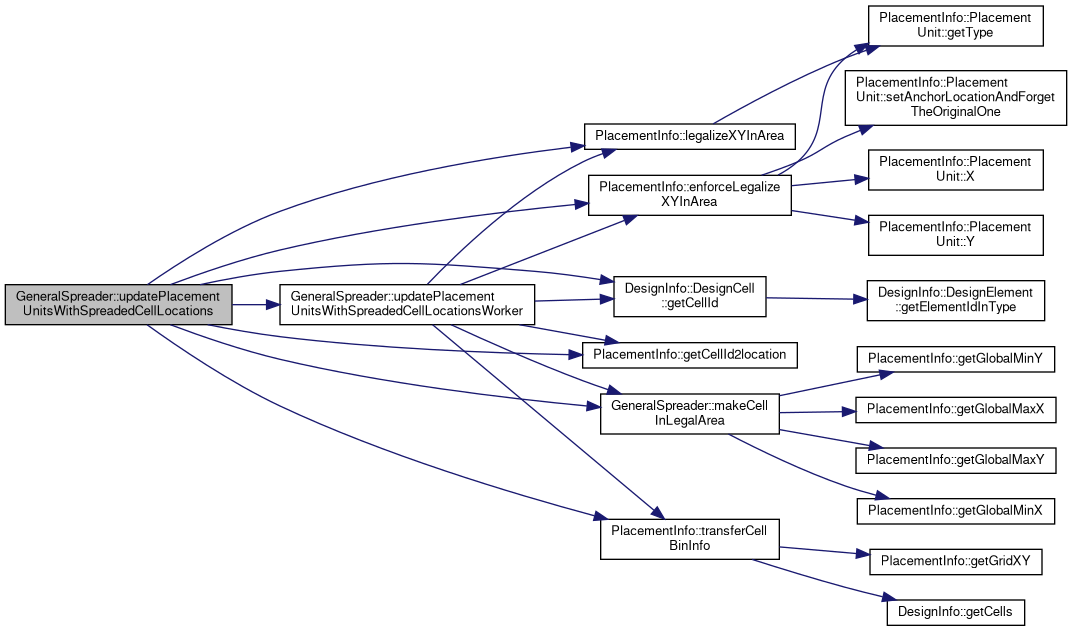 GeneralSpreader::updatePlacement
UnitsWithSpreadedCellLocations
GeneralSpreader::updatePlacement
UnitsWithSpreadedCellLocationsWorker
PlacementInfo::legalizeXYInArea
PlacementInfo::enforceLegalize
XYInArea
DesignInfo::DesignCell
::getCellId
PlacementInfo::getCellId2location
GeneralSpreader::makeCell
InLegalArea
PlacementInfo::transferCell
BinInfo
PlacementInfo::Placement
Unit::getType
PlacementInfo::Placement
Unit::setAnchorLocationAndForget
TheOriginalOne
PlacementInfo::Placement
Unit::X
PlacementInfo::Placement
Unit::Y
DesignInfo::DesignElement
::getElementIdInType
PlacementInfo::getGlobalMinY
PlacementInfo::getGlobalMaxX
PlacementInfo::getGlobalMaxY
PlacementInfo::getGlobalMinX
PlacementInfo::getGridXY
DesignInfo::getCells